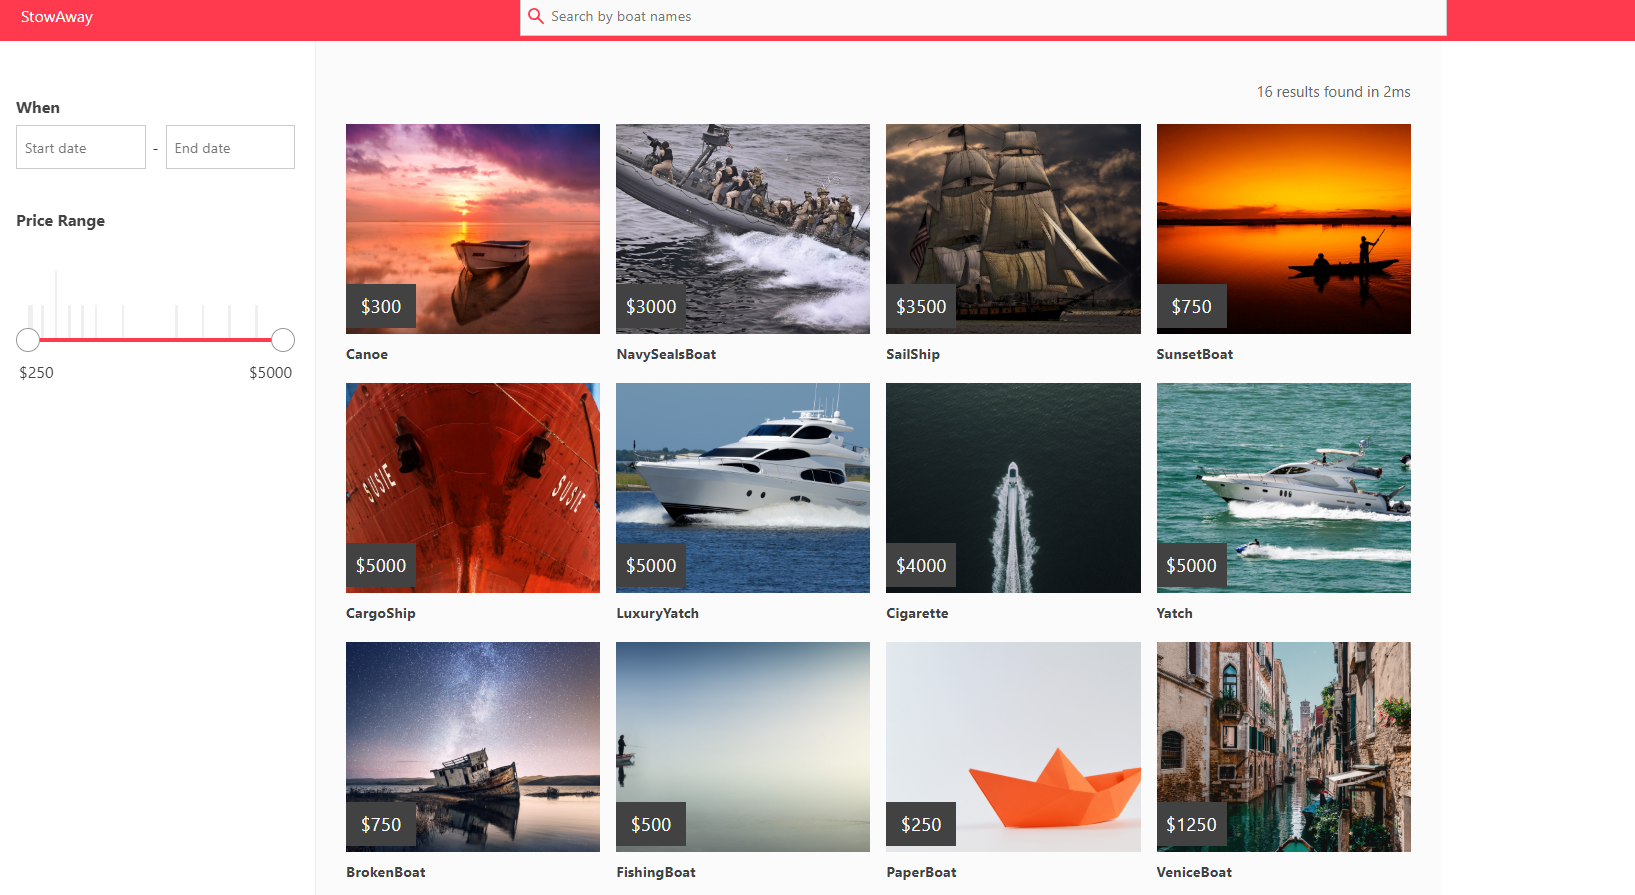 StowAway
Search by boat names
When
Start date - End date
Price Range
$250 $5000
16 results found in 2ms
$300
Canoe
$3000
NavySealsBoat
$3500
SailShip
$750
SunsetBoat
SUSIE SUSIE
$5000
CargoShip
$5000
LuxuryYatch
$4000
Cigarette
$5000
Yatch
$750
BrokenBoat
$500
FishingBoat
$250
PaperBoat
$1250
VeniceBoat